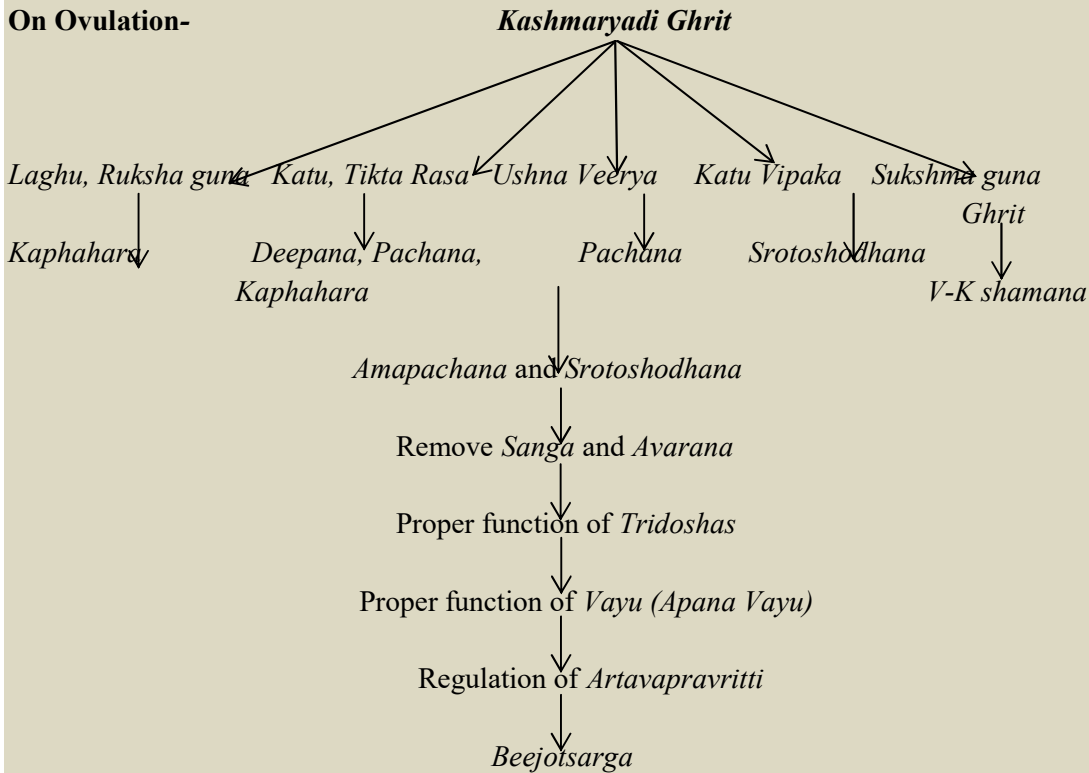 On Ovulation- Kashmaryadi Ghrit
Laghu, Ruksha guna Katu, Tikta Rasa Ushna Veerya Katu Vipaka Sukshma guna
Ghrit
Kaphahara Deepana, Pachana, Pachana Srotoshodhana
Kaphahara V-K shamana
Amapachana and Srotoshodhana
Remove Sanga and Avarana
Proper function of Tridoshas
Proper function of Vayu (Apana Vayu)
Regulation of Artavapravritti
Beejotsarga